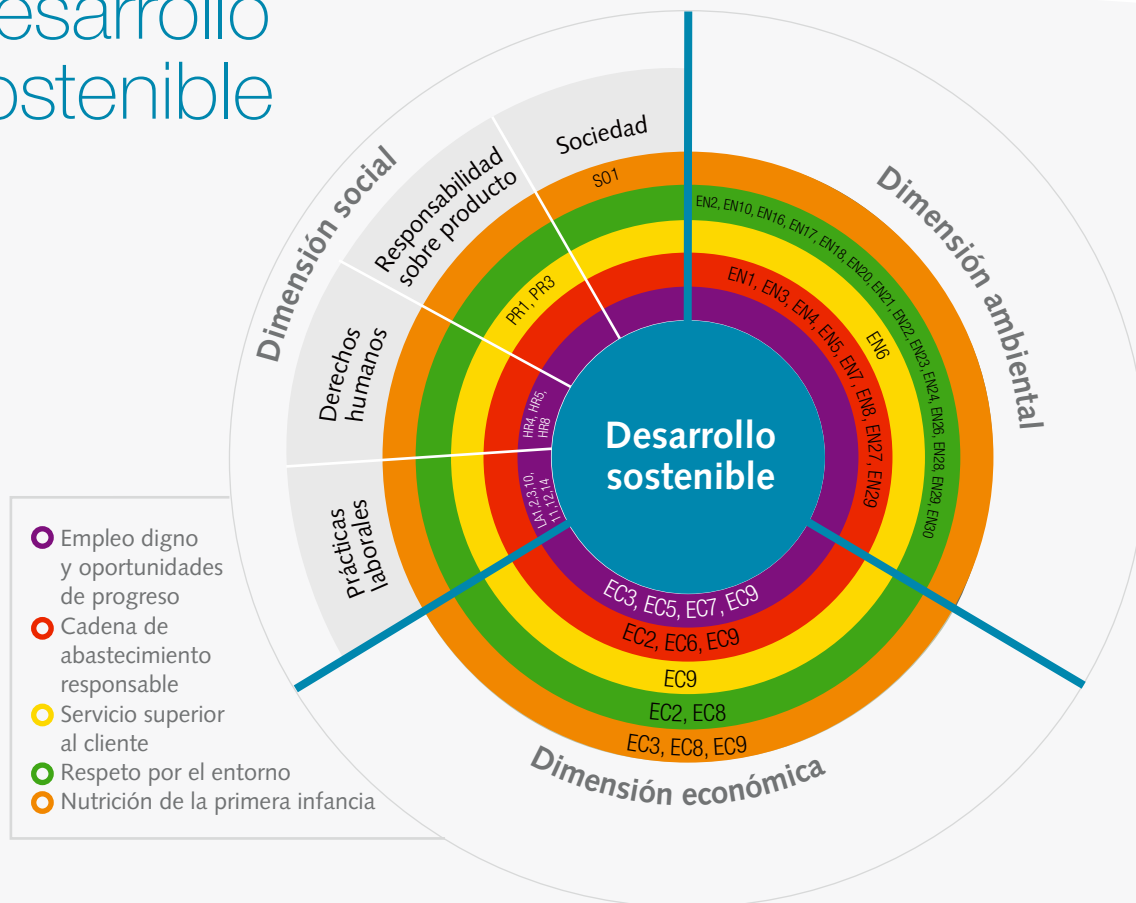 esarrollo
ostenible
Dimensión social
Sociedad
Responsabilidad
sobre producto
Derechos
humanos
Prácticas
laborales
Dimensión ambiental
Dimensión económica
SO1
PR1, PR3
HR4, HR5,
HR8
LA1,2,3,10,
11,12,14
EN2, EN10, EN16, EN17, EN18, EN20, EN21, EN22, EN23, EN24, EN26, EN28, EN29, EN30
EN6
EN1, EN3, EN4, EN5, EN7, EN8, EN27, EN29
Desarrollo
sostenible
EC3, EC5, EC7, EC9
EC2, EC6, EC9
EC9
EC2, EC8
EC3, EC8, EC9
Empleo digno
y oportunidades
de progreso
Cadena de
abastecimiento
responsable
Servicio superior
al cliente
Respeto por el entorno
Nutrición de la primera infancia